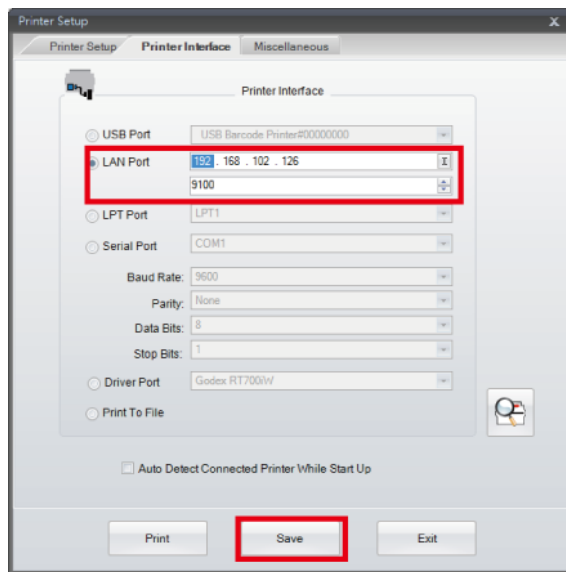 Printer Setup x
Printer Setup Printer Interface Miscellaneous
Printer Interface
USB Port USB Barcode Printer#00000000
LAN Port 192 . 168 . 102 . 126
9100
LPT Port LPT1
Serial Port COM1
Baud Rate: 9600
Parity: None
Data Bits: 8
Stop Bits: 1
Driver Port Godex RT700iW
Print To File
Auto Detect Connected Printer While Start Up
Print Save Exit